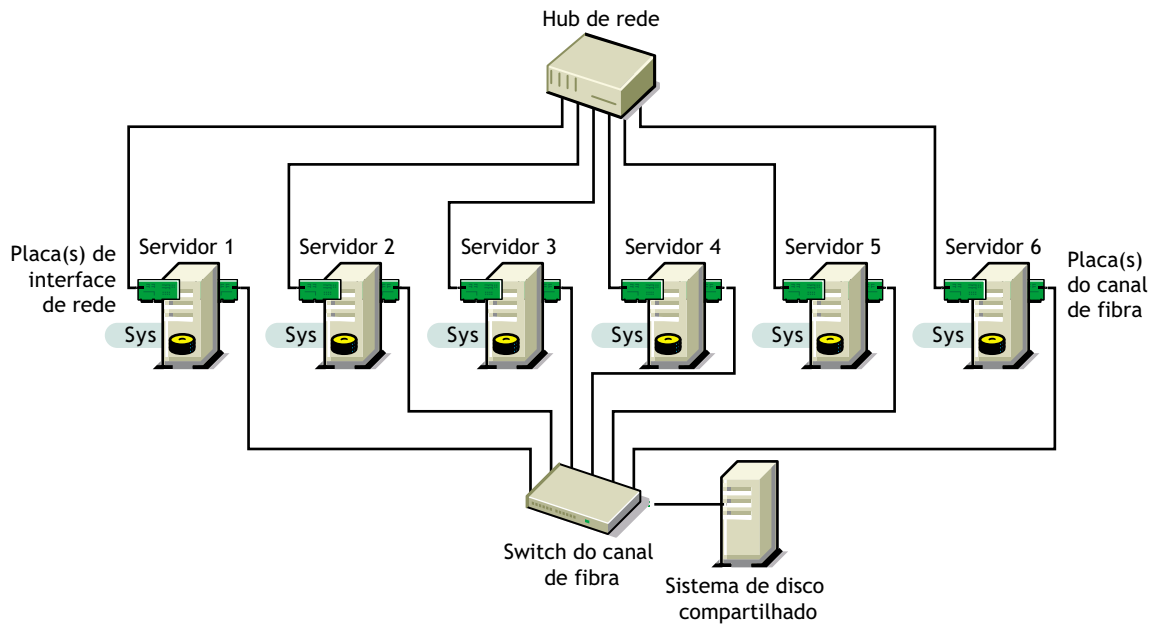 Hub de rede
Placa(s) de
interface
de rede
Servidor 1
Servidor 2
Servidor 3
Servidor 4
Servidor 5
Servidor 6
Placa(s)
do canal
de fibra
Sys
Sys
Sys
Sys
Sys
Sys
Switch do canal
de fibra
Sistema de disco
compartilhado